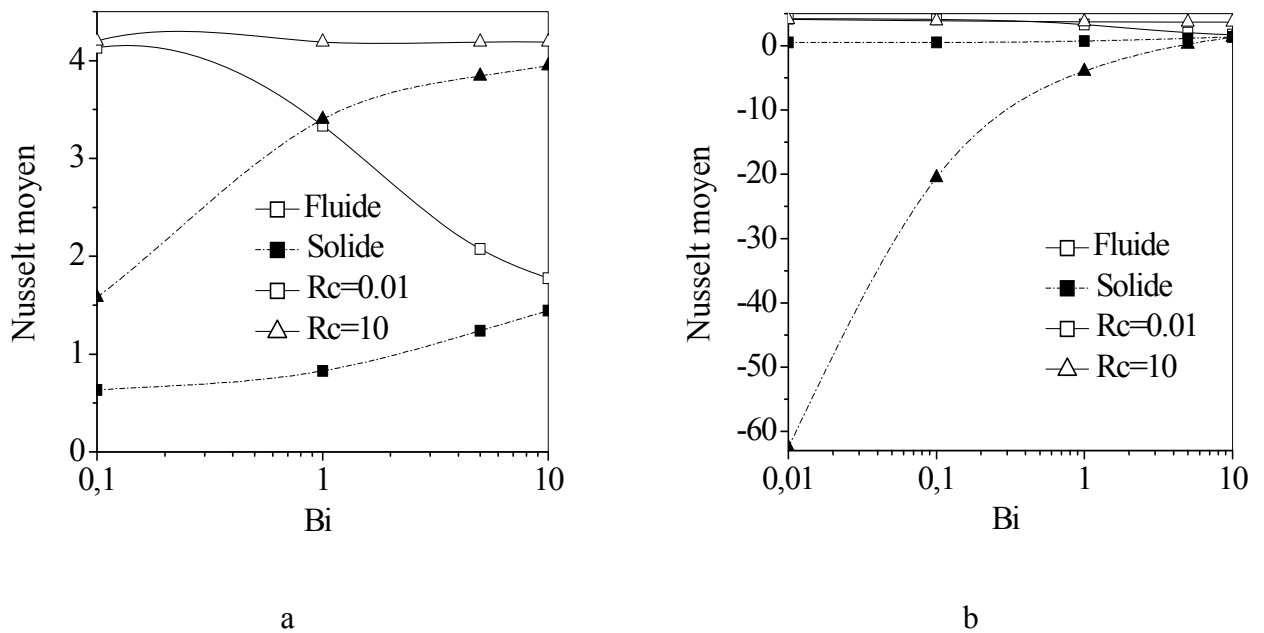 4
3
2
1
0
0,1
1
10
Nusselt moyen
Bi
Fluide
Solide
Rc=0.01
Rc=10
a
0
-10
-20
-30
-40
-50
-60
0,01
0,1
1
10
Nusselt moyen
Bi
Fluide
Solide
Rc=0.01
Rc=10
b